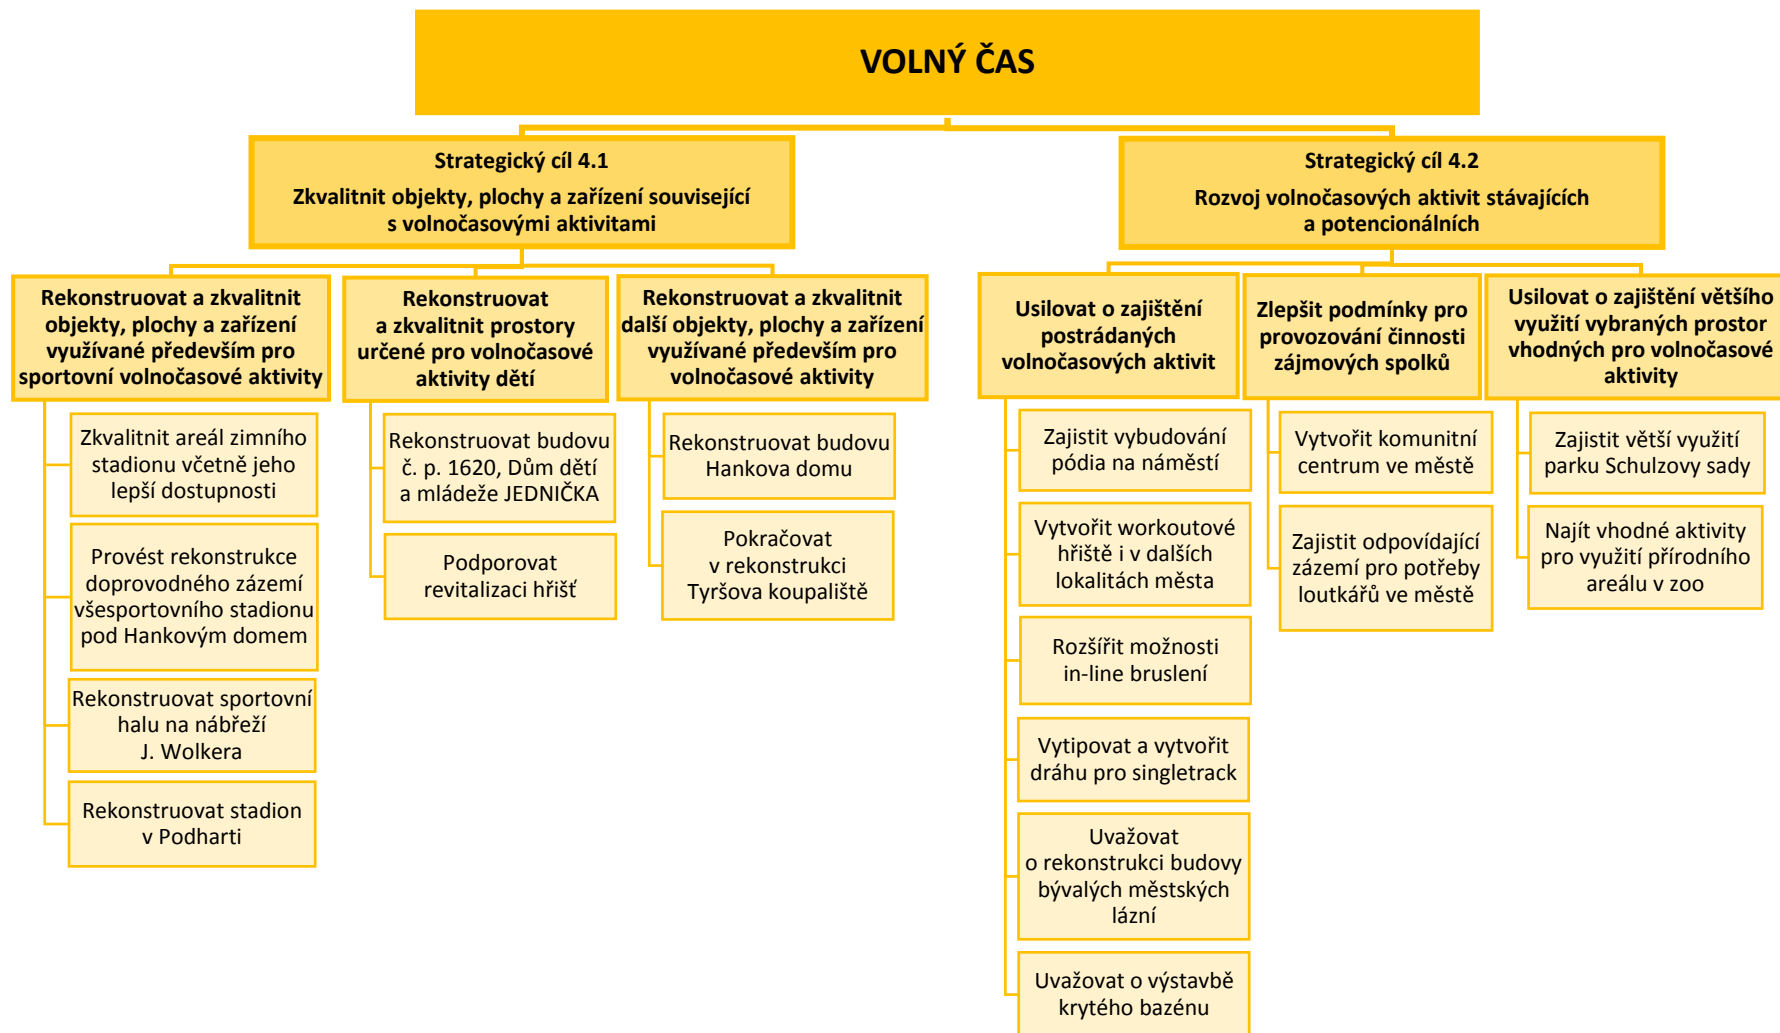 VOLNÝ ČAS
Strategický cíl 4.1
Zkvalitnit objekty, plochy a zařízení související
s volnočasovými aktivitami
Strategický cíl 4.2
Rozvoj volnočasových aktivit stávajících
a potencionálních
Rekonstruovat a zkvalitnit
objekty, plochy a zařízení
využívané především pro
sportovní volnočasové aktivity
Zkvalitnit areál zimního
stadionu včetně jeho
lepší dostupnosti
Provést rekonstrukce
doprovodného zázemí
všesportovního stadionu
pod Hankovým domem
Rekonstruovat sportovní
halu na nábřeží
J. Wolkera
Rekonstruovat stadion
v Podharti
Rekonstruovat
a zkvalitnit prostory
určené pro volnočasové
aktivity dětí
Rekonstruovat budovu
č. p. 1620, Dům dětí
a mládeže JEDNIČKA
Podporovat
revitalizaci hřišť
Rekonstruovat a zkvalitnit
další objekty, plochy a zařízení
využívané především pro
volnočasové aktivity
Rekonstruovat budovu
Hankova domu
Pokračovat
v rekonstrukci
Tyršova koupaliště
Usilovat o zajištění
postrádaných
volnočasových aktivit
Zajistit vybudování
pódia na náměstí
Vytvořit workoutové
hřiště i v dalších
lokalitách města
Rozšířit možnosti
in-line bruslení
Vytipovat a vytvořit
dráhu pro singletrack
Uvažovat
o rekonstrukci budovy
bývalých městských
lázní
Uvažovat o výstavbě
krytého bazénu
Zlepšit podmínky pro
provozování činnosti
zájmových spolků
Vytvořit komunitní
centrum ve městě
Zajistit odpovídající
zázemí pro potřeby
loutkářů ve městě
Usilovat o zajištění většího
využití vybraných prostor
vhodných pro volnočasové
aktivity
Zajistit větší využití
parku Schulzovy sady
Najít vhodné aktivity
pro využití přírodního
areálu v zoo